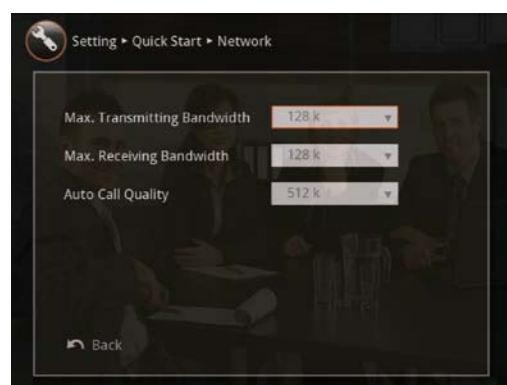 Setting ▸ Quick Start ▸ Network
Max. Transmitting Bandwidth 128 k
Max. Receiving Bandwidth 128 k
Auto Call Quality 512 k
Back